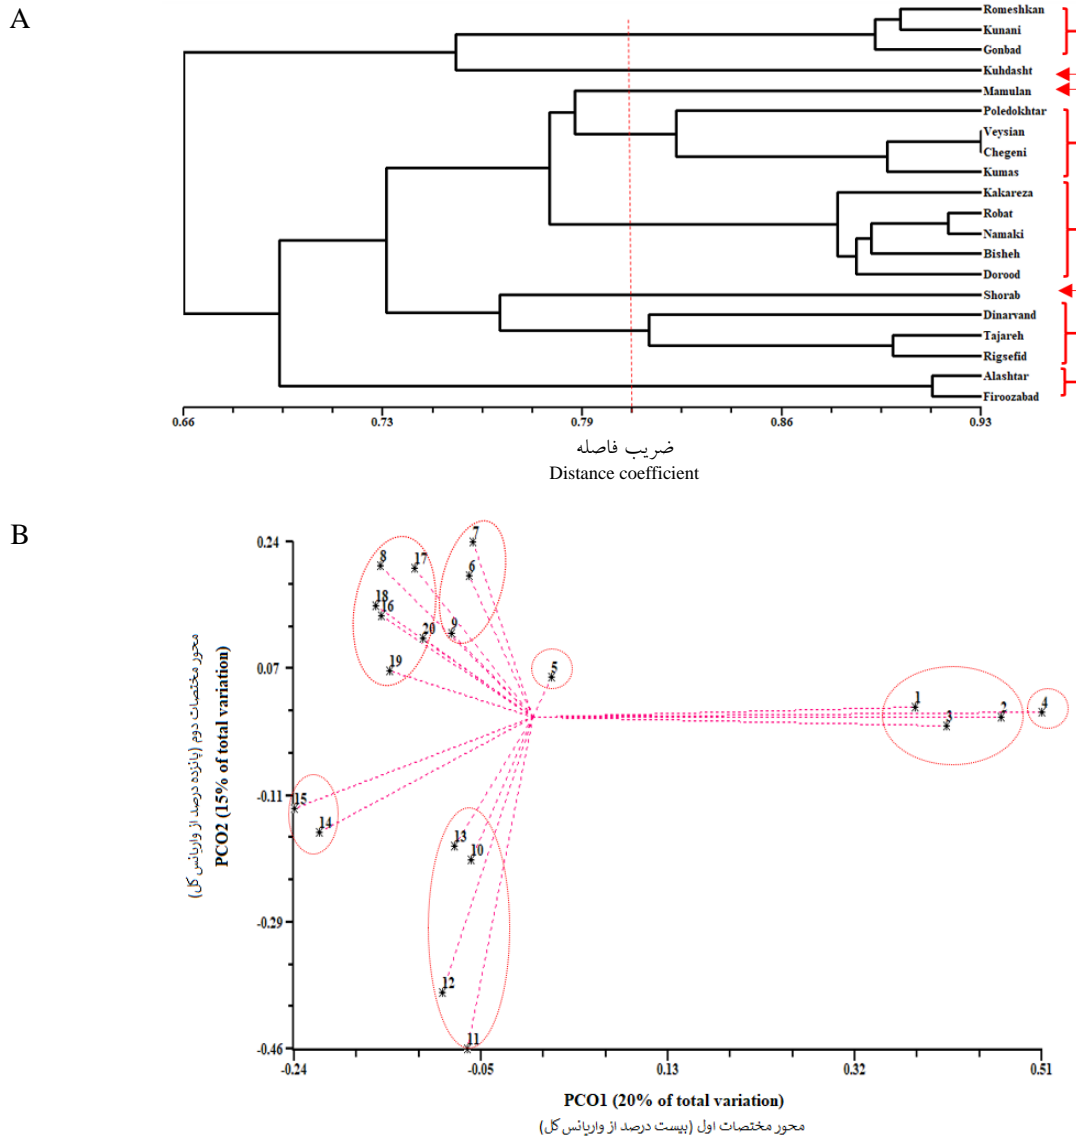 A
Romeshkan
Kunani
Gonbad
Kuhdasht
Mamulan
Poledokhtar
Veysian
Chegeni
Kumas
Kakareza
Robat
Namaki
Bisheh
Dorood
Shorab
Dinarvand
Tajareh
Rigsefid
Alashtar
Firoozabad
0.66 0.73 0.79 0.86 0.93
ضریب فاصله
Distance coefficient
B
محور مختصات دوم (پانزده درصد از واریانس کل)
PCO2 (15% of total variation)
0.24
0.07
-0.11
-0.29
-0.46
7
8
17
6
18
16
20
9
19
5
1
2
4
3
15
14
13
10
12
11
-0.24 -0.05 0.13 0.32 0.51
PCO1 (20% of total variation)
محور مختصات اول (بیست درصد از واریانس کل)